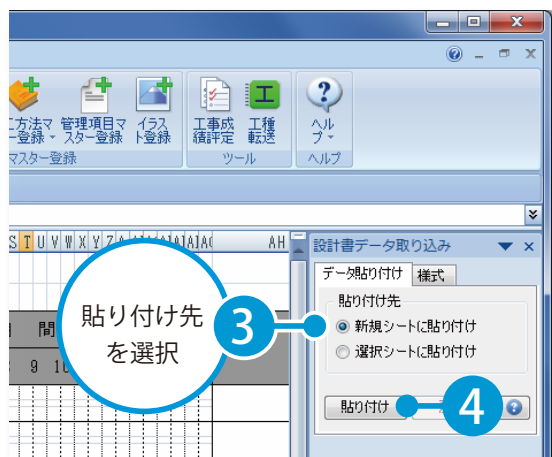 工方法マ 管理項目マ イラス 工事成 工種 ヘル
ー登録 スター登録 ト登録 績評定 転送 プ
マスター登録 ツール ヘルプ
S T U V W X Y Z AH
設計書データ取り込み
データ貼り付け 様式
貼り付け先
新規シートに貼り付け
選択シートに貼り付け
貼り付け
貼り付け先
を選択
3
4
間
9 10